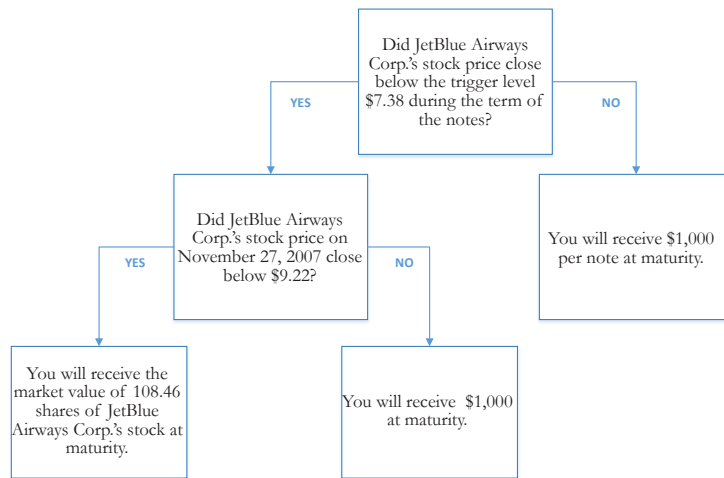 Did JetBlue Airways
Corp.'s stock price close
below the trigger level
$7.38 during the term of
the notes?
YES
NO
Did JetBlue Airways
Corp.'s stock price on
November 27, 2007 close
below $9.22?
You will receive $1,000
per note at maturity.
YES
NO
You will receive the
market value of 108.46
shares of JetBlue
Airways Corp.'s stock at
maturity.
You will receive $1,000
at maturity.